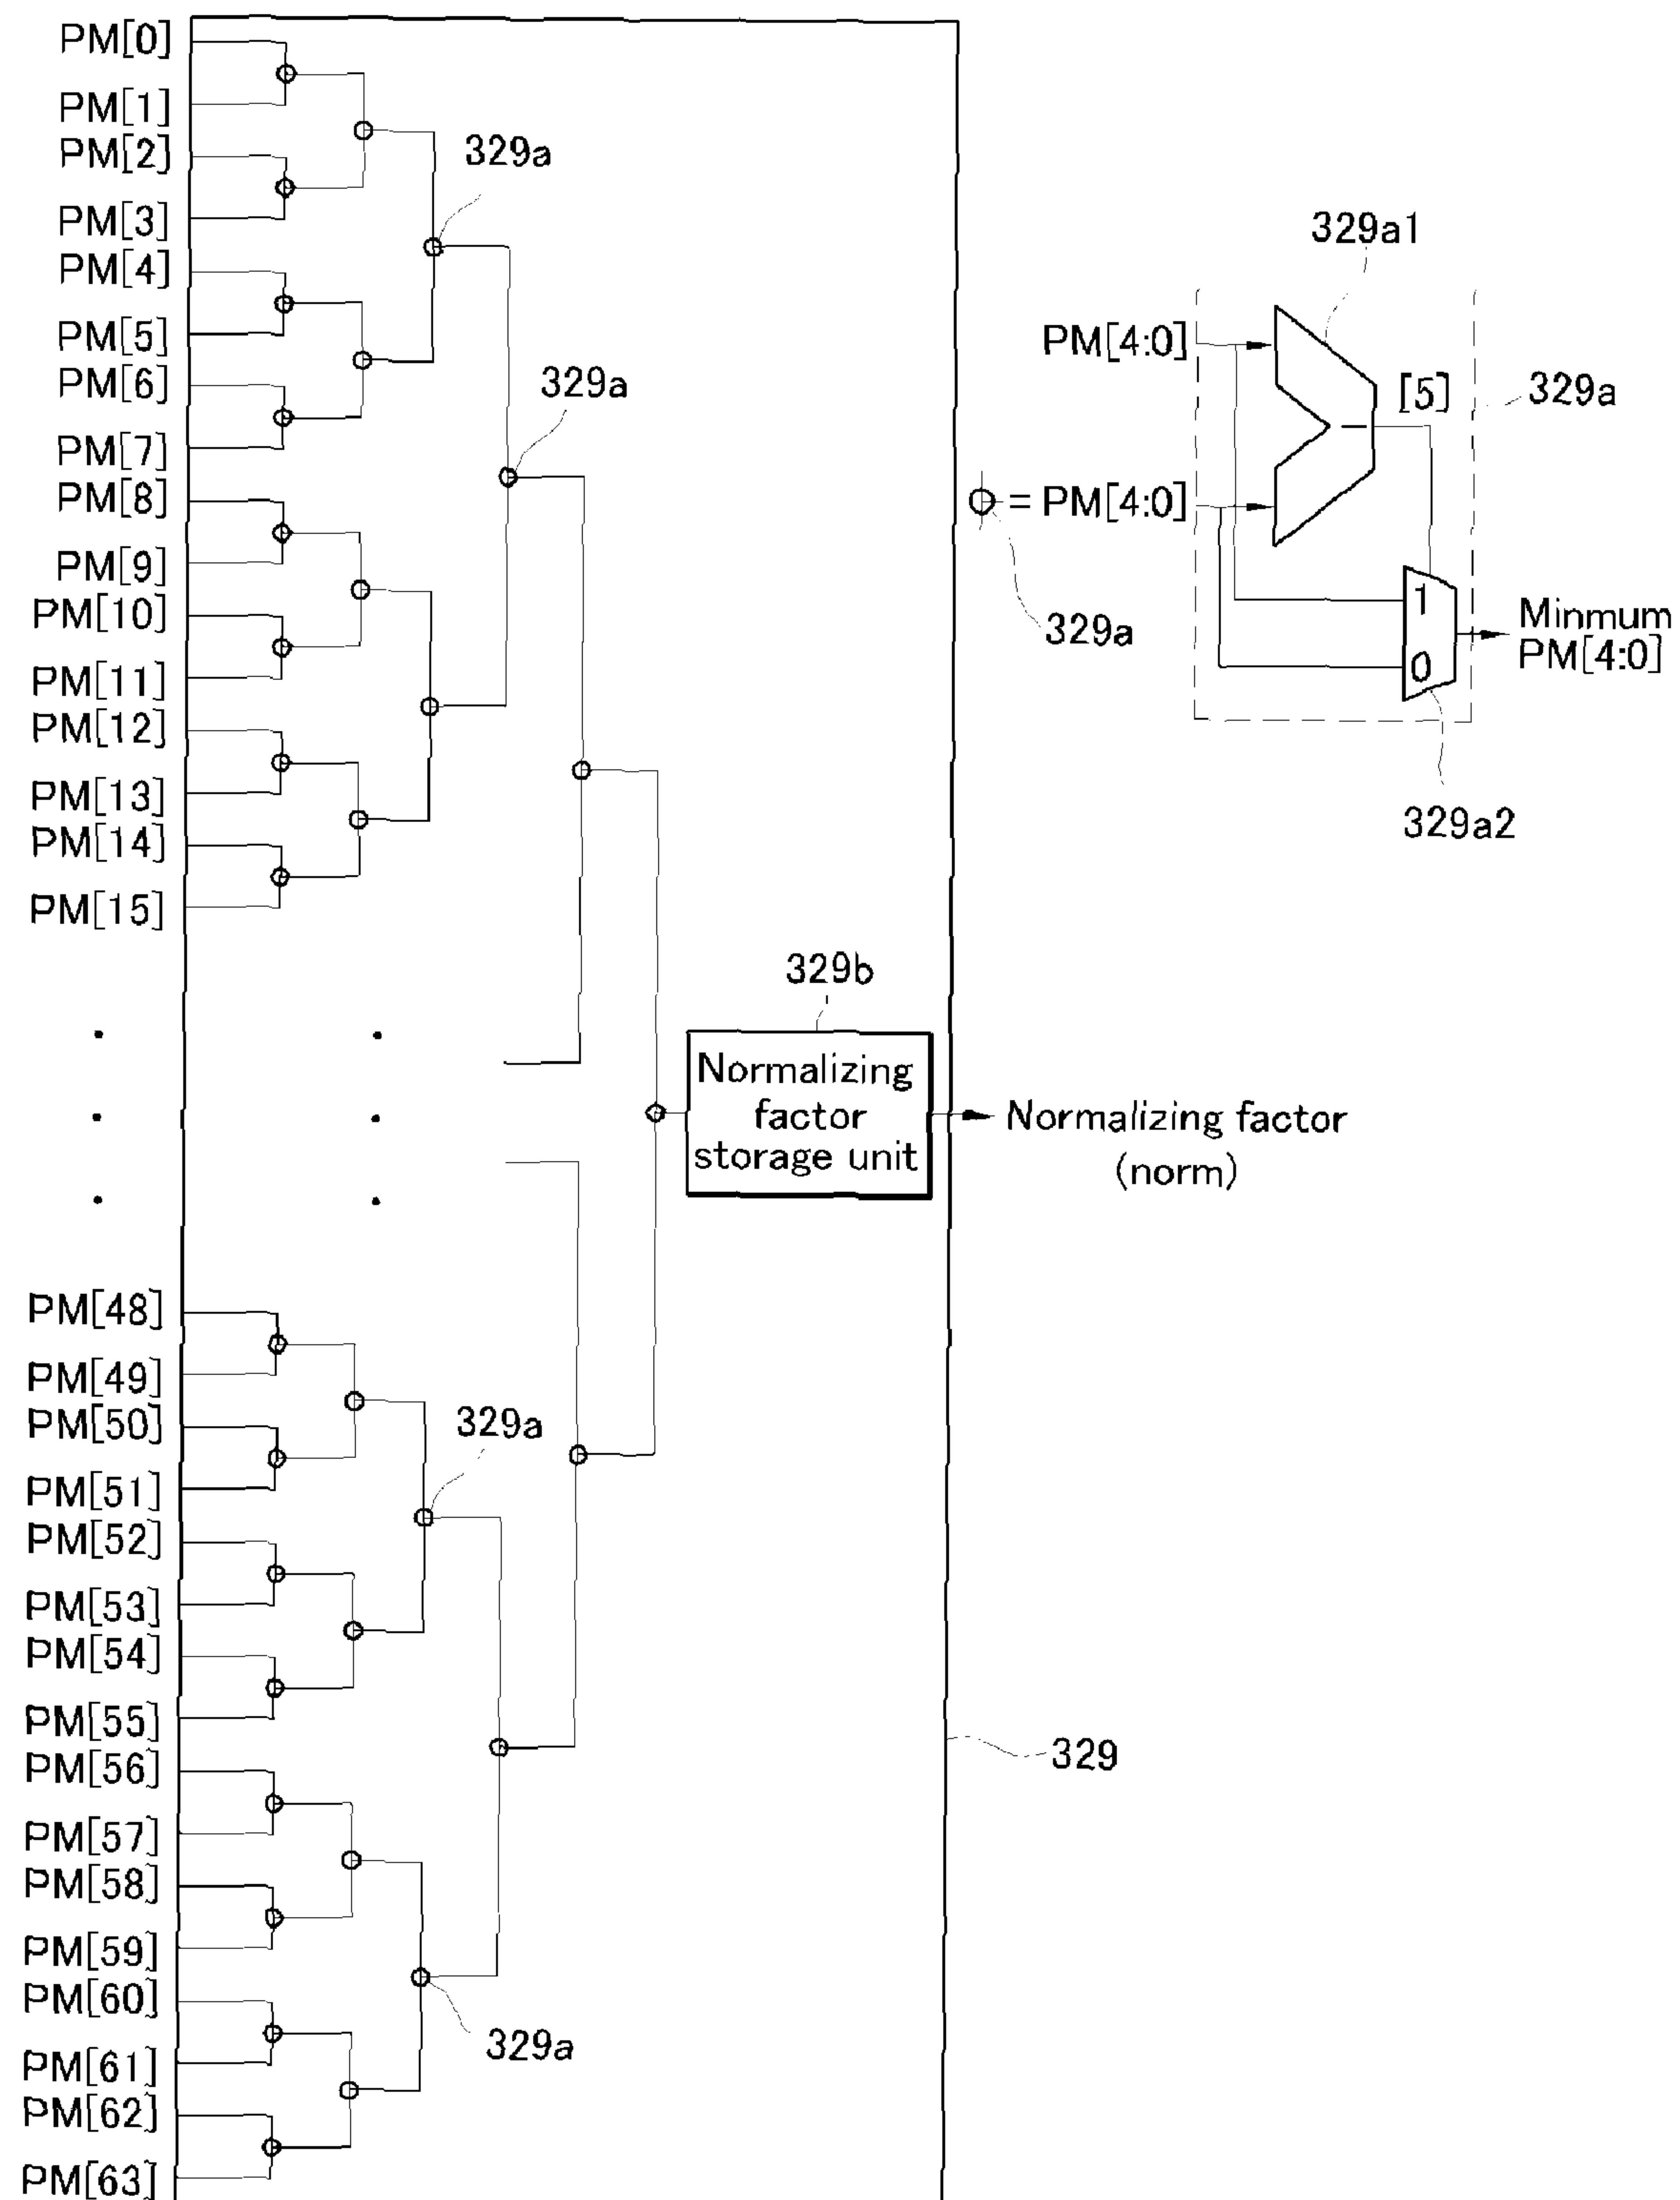 PM[0]
PM[1]
PM[2]
PM[3]
PM[4]
PM[5]
PM[6]
PM[7]
PM[8]
PM[9]
PM[10]
PM[11]
PM[12]
PM[13]
PM[14]
PM[15]
329a
329a
329b
Normalizing
factor
storage unit
Normalizing factor
(norm)
329a1
PM[4:0]
[5]
329a
= PM[4:0]
329a
1
0
Minmum
PM[4:0]
329a2
PM[48]
PM[49]
PM[50]
PM[51]
PM[52]
PM[53]
PM[54]
PM[55]
PM[56]
PM[57]
PM[58]
PM[59]
PM[60]
PM[61]
PM[62]
PM[63]
329a
329
329a